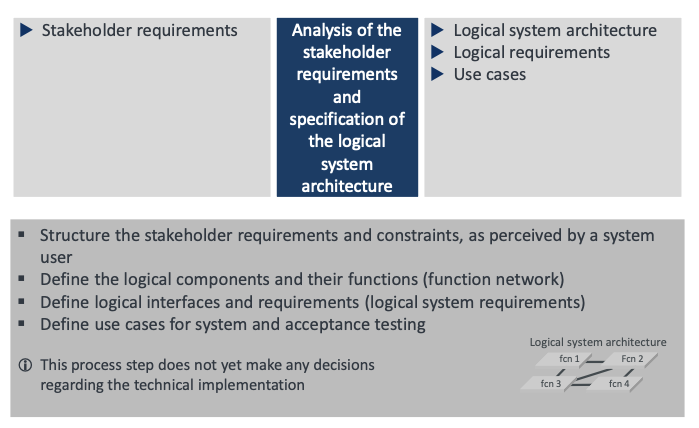 Stakeholder requirements
Analysis of the
stakeholder
requirements
and
specification of
the logical
system
architecture
Logical system architecture
Logical requirements
Use cases
Structure the stakeholder requirements and constraints, as perceived by a system
user
Define the logical components and their functions (function network)
Define logical interfaces and requirements (logical system requirements)
Define use cases for system and acceptance testing
This process step does not yet make any decisions
regarding the technical implementation
Logical system architecture
fcn 1 Fcn 2
fcn 3 fcn 4